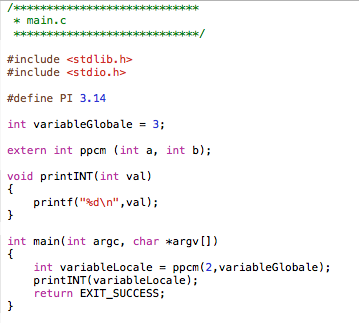 /****************************
 * main.c
 ****************************/
#include <stdlib.h>
#include <stdio.h>
#define PI 3.14
int variableGlobale = 3;
extern int ppcm (int a, int b);
void printINT(int val)
{
    printf("%d\n",val);
}
int main(int argc, char *argv[])
{
    int variableLocale = ppcm(2,variableGlobale);
    printINT(variableLocale);
    return EXIT_SUCCESS;
}